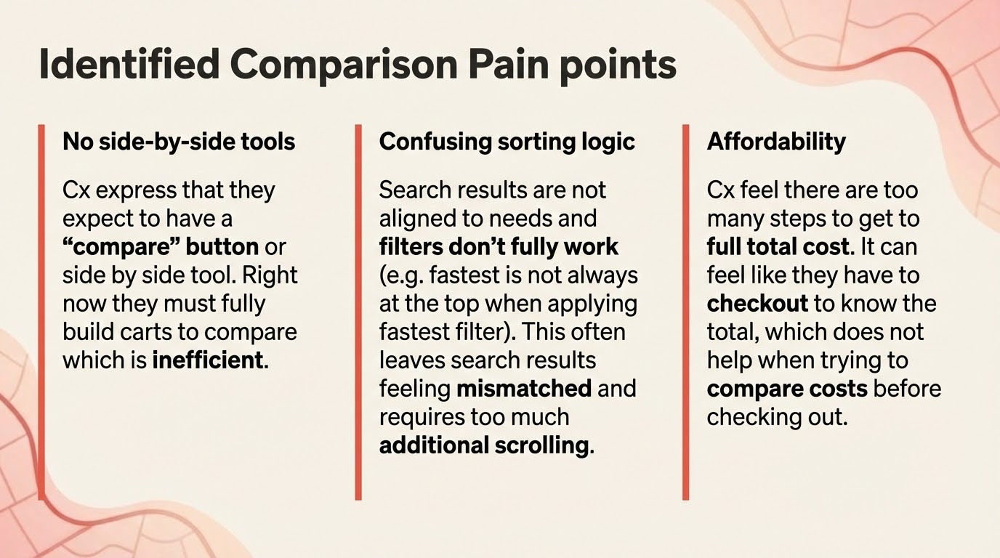 Identified Comparison Pain points
No side-by-side tools
Cx express that they
expect to have a
“compare” button or
side by side tool. Right
now they must fully
build carts to compare
which is inefficient.
Confusing sorting logic
Search results are not
aligned to needs and
filters don’t fully work
(e.g. fastest is not always
at the top when applying
fastest filter). This often
leaves search results
feeling mismatched and
requires too much
additional scrolling.
Affordability
Cx feel there are too
many steps to get to
full total cost. It can
feel like they have to
checkout to know the
total, which does not
help when trying to
compare costs before
checking out.